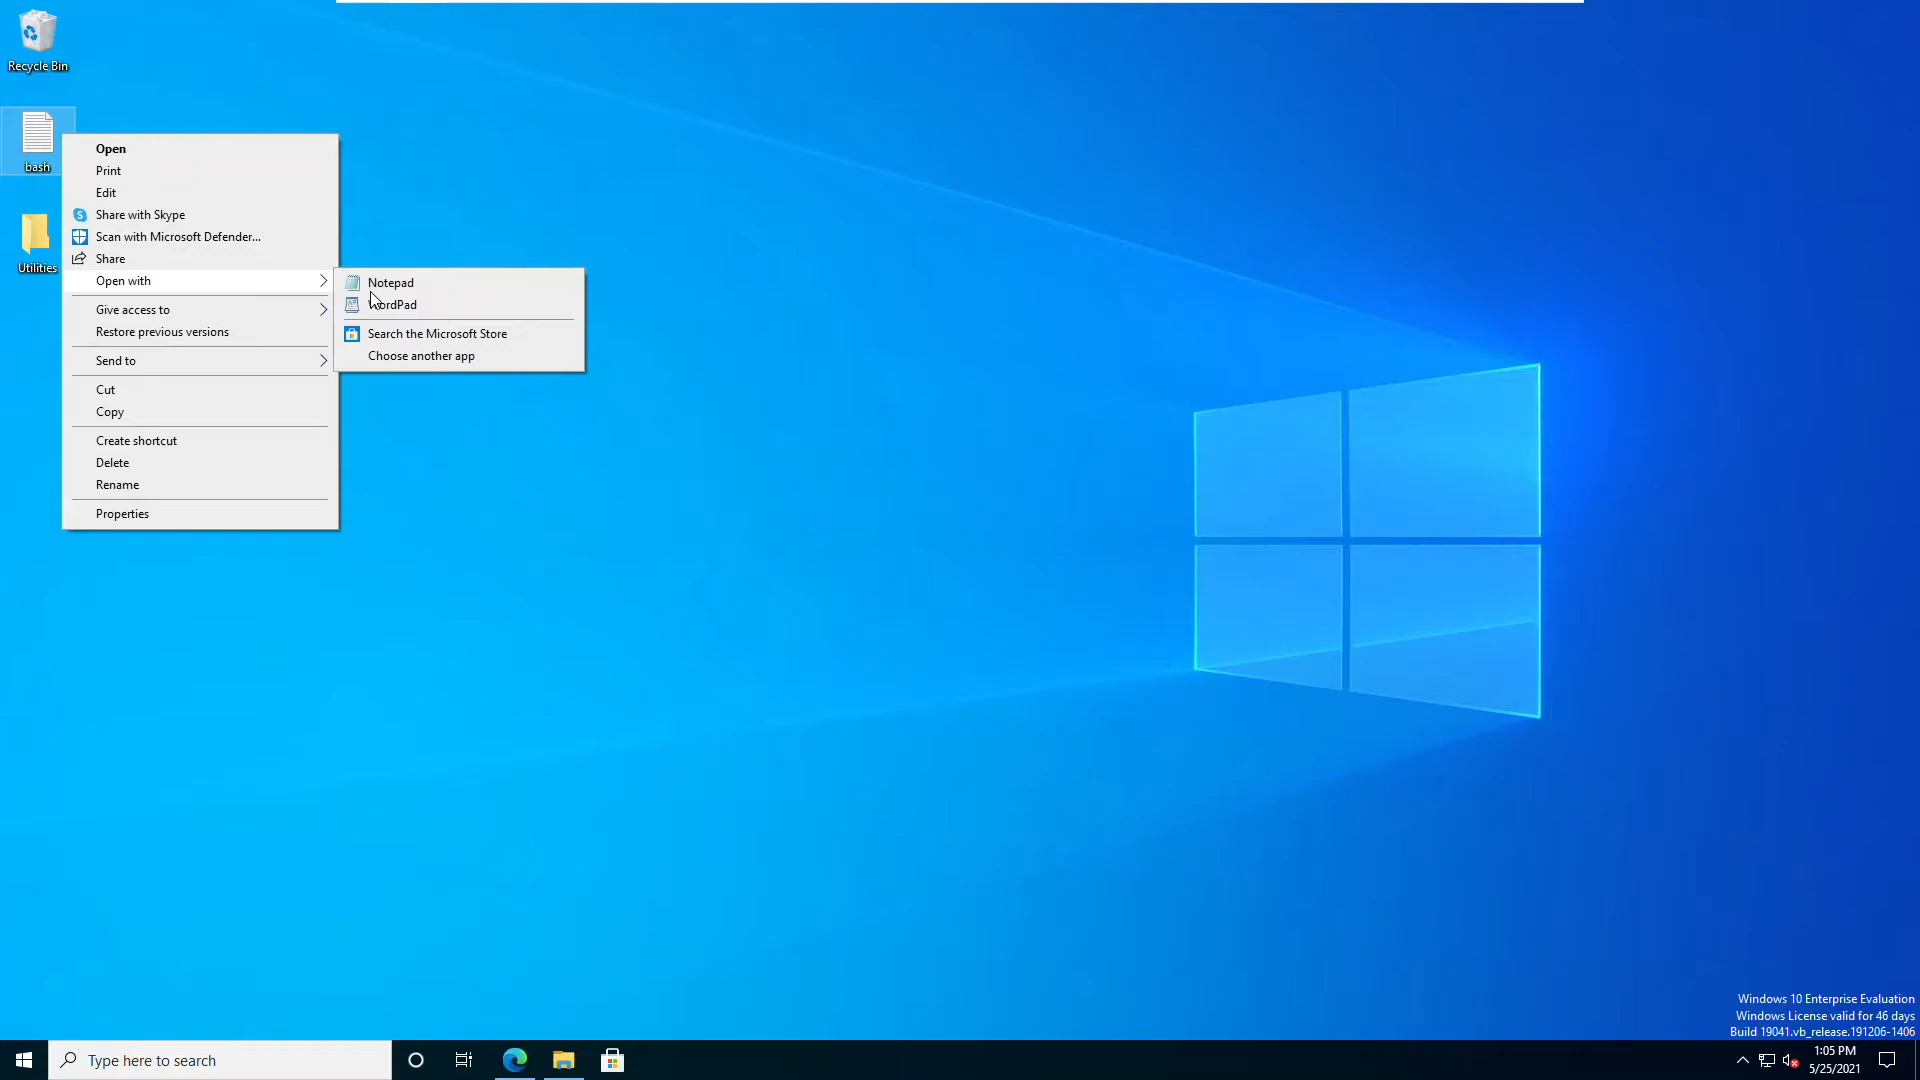 Recycle Bin
bash
Utilities
Open
Print
Edit
Share with Skype
Scan with Microsoft Defender...
Share
Open with
Give access to
Restore previous versions
Send to
Cut
Copy
Create shortcut
Delete
Rename
Properties
Notepad
WordPad
Search the Microsoft Store
Choose another app
Windows 10 Enterprise Evaluation
Windows License valid for 46 days
Build 19041.vb_release.191206-1406
Type here to search
1:05 PM
5/25/2021